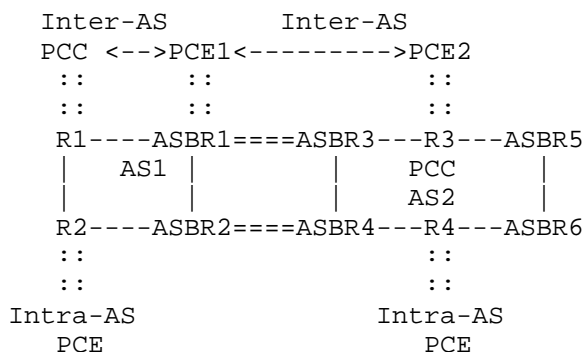 Inter-AS Inter-AS
PCC <-->PCE1<--------->PCE2
:: :: ::
:: :: ::
R1----ASBR1====ASBR3---R3---ASBR5
| AS1 | | PCC |
| | | AS2 |
R2----ASBR2====ASBR4---R4---ASBR6
:: ::
:: ::
Intra-AS Intra-AS
PCE PCE